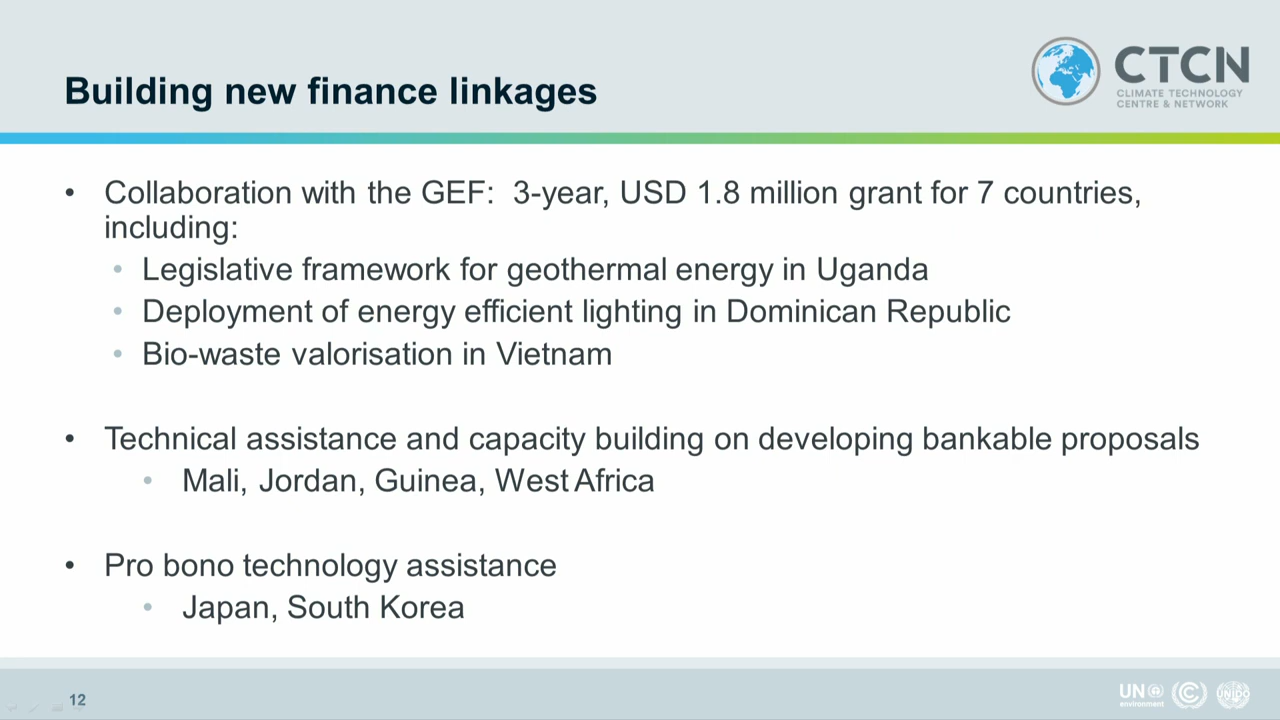 Building new finance linkages
CTCN
CLIMATE TECHNOLOGY
CENTRE & NETWORK
• Collaboration with the GEF:  3-year, USD 1.8 million grant for 7 countries,
including:
• Legislative framework for geothermal energy in Uganda
• Deployment of energy efficient lighting in Dominican Republic
• Bio-waste valorisation in Vietnam
• Technical assistance and capacity building on developing bankable proposals
• Mali, Jordan, Guinea, West Africa
• Pro bono technology assistance
• Japan, South Korea
12
UN
environment
UNIDO